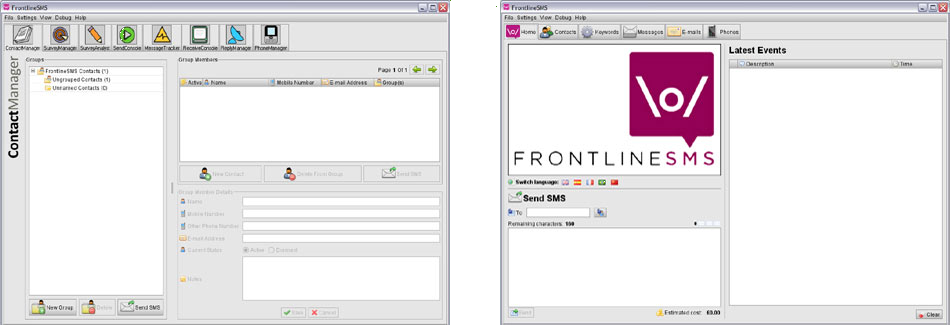 FrontlineSMS
File Settings View Debug Help
ContactManager SurveyManager SurveyAnalyst SendConsole MessageTracker ReceiveConsole ReplyManager PhoneManager
ContactManager
Groups
FrontlineSMS Contacts (1)
Ungrouped Contacts (1)
Unnamed Contacts (0)
New Group Delete Send SMS
Group Members
Page 1 Of 1
Active Name Mobile Number E-mail Address Group(s)
New Contact Delete From Group Send SMS
Group Member Details
Name
Mobile Number
Other Phone Number
E-mail Address
Current Status Active Dormant
Notes
Save Cancel
FrontlineSMS
File Settings View Debug Help
Home Contacts Keywords Messages E-mails Phones
\o/
FRONTLINESMS
Switch language:
Send SMS
To
Remaining characters: 160
Send Estimated cost: £0.00
Latest Events
Description Time
Clear